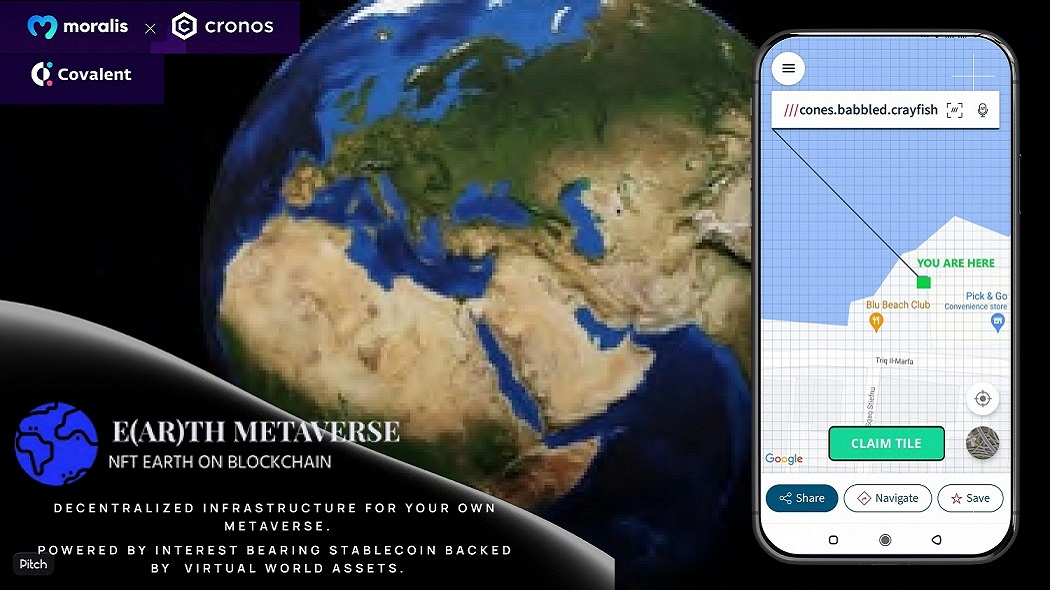 moralis × cronos
Covalent
///cones.babbled.crayfish
YOU ARE HERE
Blu Beach Club
Pick & Go
Convenience store
Triq Il-Marfa
CLAIM TILE
Google
Share
Navigate
Save
E(AR)TH METAVERSE
NFT EARTH ON BLOCKCHAIN
DECENTRALIZED INFRASTRUCTURE FOR YOUR OWN
METAVERSE.
POWERED BY INTEREST BEARING STABLECOIN BACKED
BY VIRTUAL WORLD ASSETS.
Pitch